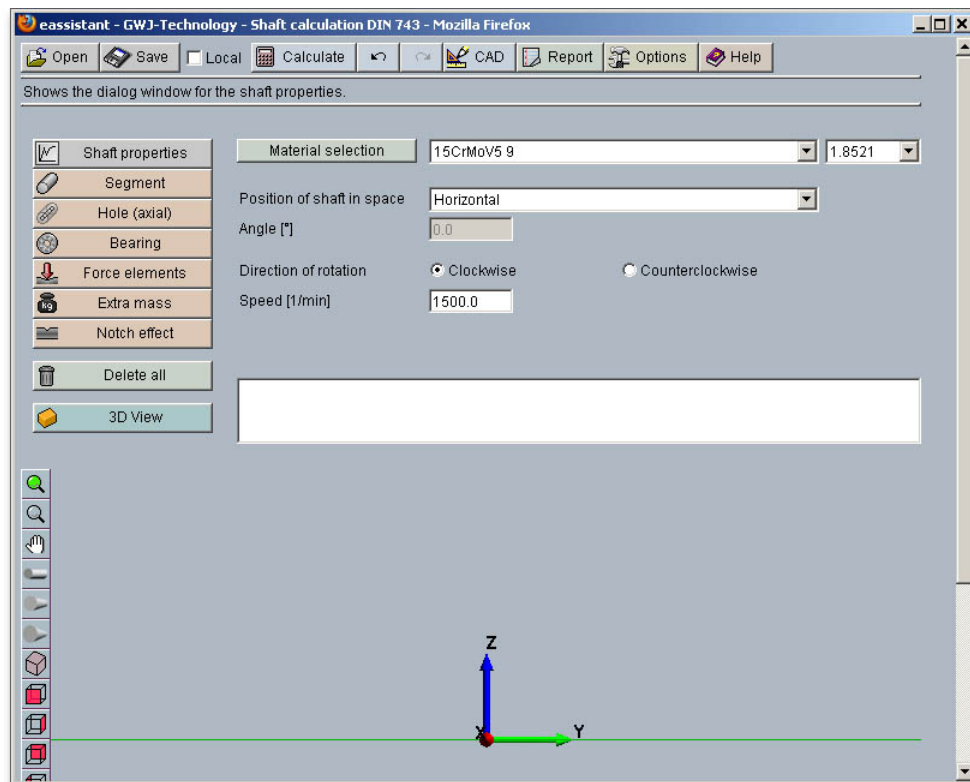 eassistant - GWJ-Technology - Shaft calculation DIN 743 - Mozilla Firefox
Open Save Local Calculate CAD Report Options Help
Shows the dialog window for the shaft properties.
Shaft properties Material selection 15CrMoV5 9 1.8521
Segment
Position of shaft in space Horizontal
Hole (axial)
Angle [°] 0.0
Bearing
Force elements Direction of rotation Clockwise Counterclockwise
kg Extra mass Speed [1/min] 1500.0
Notch effect
Delete all
3D View
Z
X Y